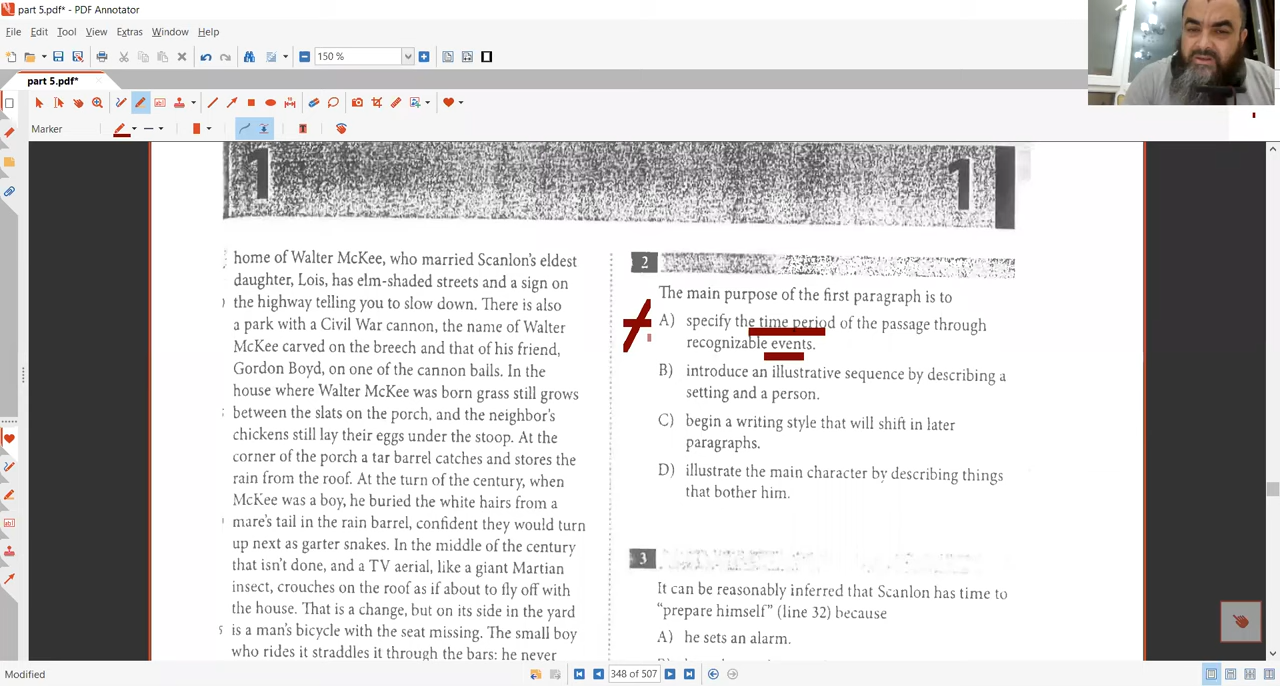 part 5.pdf* - PDF Annotator
File Edit Tool View Extras Window Help
150 %
part 5.pdf*
Marker
1 1
home of Walter McKee, who married Scanlon's eldest
daughter, Lois, has elm-shaded streets and a sign on
the highway telling you to slow down. There is also
a park with a Civil War cannon, the name of Walter
McKee carved on the breech and that of his friend,
Gordon Boyd, on one of the cannon balls. In the
house where Walter McKee was born grass still grows
between the slats on the porch, and the neighbor's
chickens still lay their eggs under the stoop. At the
corner of the porch a tar barrel catches and stores the
rain from the roof. At the turn of the century, when
McKee was a boy, he buried the white hairs from a
mare's tail in the rain barrel, confident they would turn
up next as garter snakes. In the middle of the century
that isn't done, and a TV aerial, like a giant Martian
insect, crouches on the roof as if about to fly off with
the house. That is a change, but on its side in the yard
is a man's bicycle with the seat missing. The small boy
who rides it straddles it through the bars: he never
2
The main purpose of the first paragraph is to
A) specify the time period of the passage through
recognizable events.
B) introduce an illustrative sequence by describing a
setting and a person.
C) begin a writing style that will shift in later
paragraphs.
D) illustrate the main character by describing things
that bother him.
3
It can be reasonably inferred that Scanlon has time to
"prepare himself" (line 32) because
A) he sets an alarm.
Modified
348 of 507